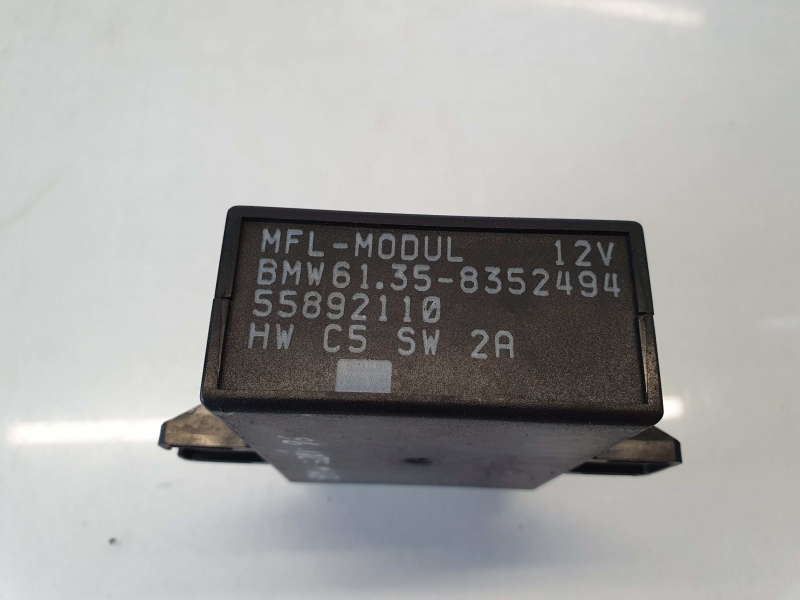 MFL-MODUL 12V
BMW61.35-8352494
55892110
HW C5 SW 2A